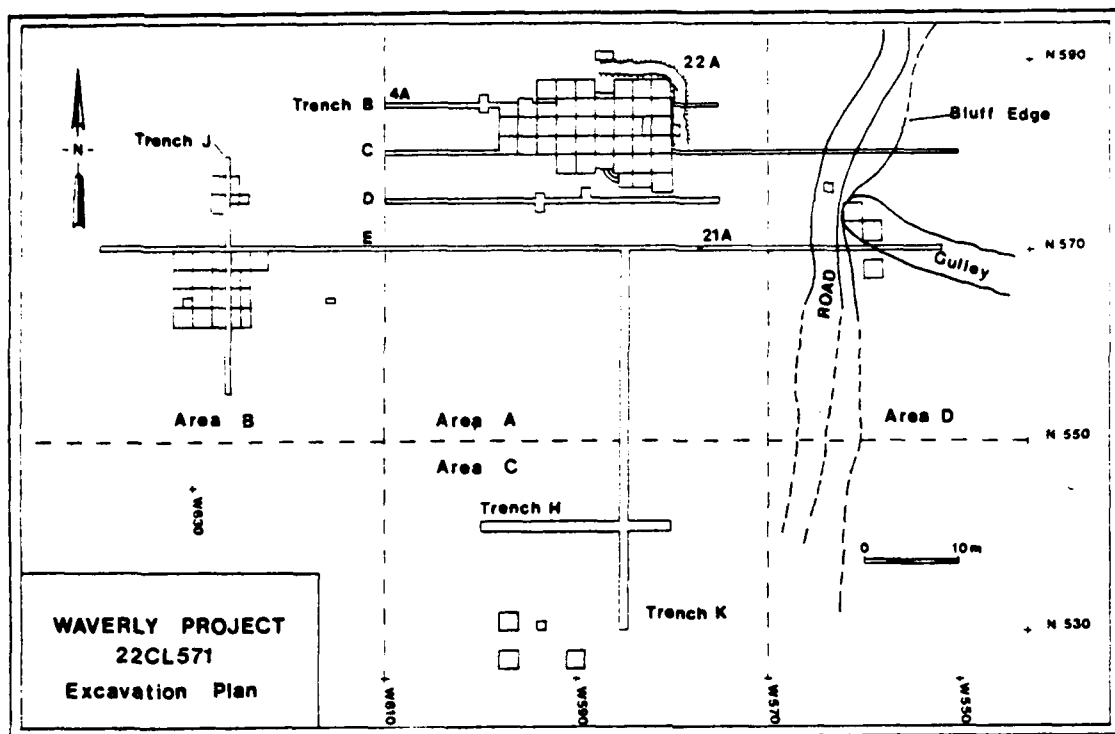 N 590
22A
4A
Trench B
Bluff Edge
Trench J
N
C
D
E
21A
N 570
Gulley
ROAD
Area B
Area A
Area D
N 550
Area C
W630
Trench H
0 10m
Trench K
N 530
WAVERLY PROJECT
22CL571
Excavation Plan
W610
W590
W570
W550